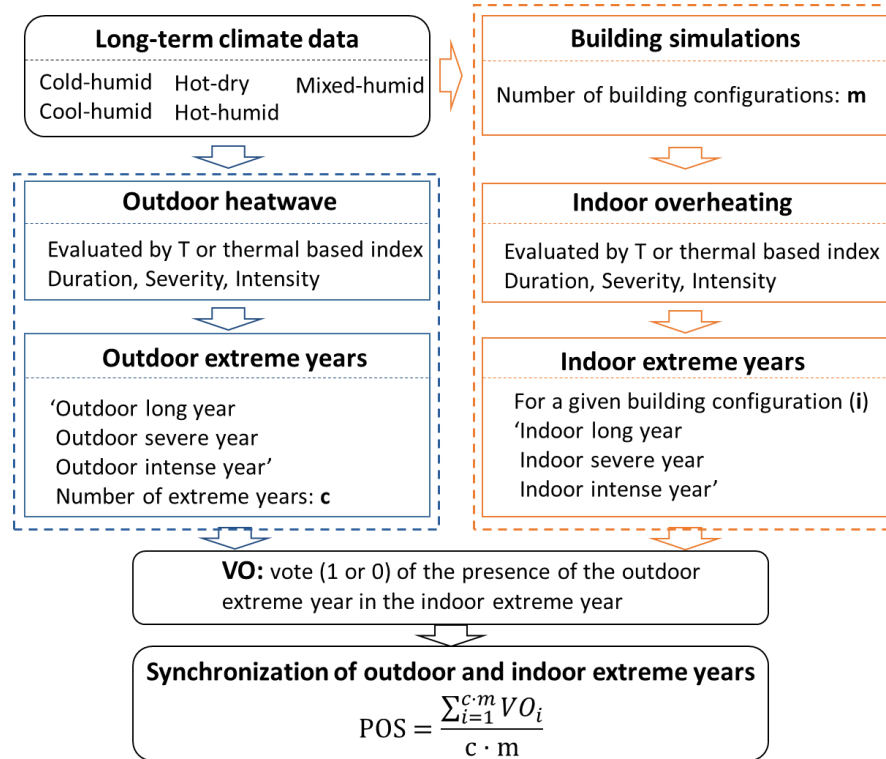 Long-term climate data
Cold-humid Hot-dry Mixed-humid
Cool-humid Hot-humid
Building simulations
Number of building configurations: m
Outdoor heatwave
Evaluated by T or thermal based index
Duration, Severity, Intensity
Indoor overheating
Evaluated by T or thermal based index
Duration, Severity, Intensity
Outdoor extreme years
‘Outdoor long year
Outdoor severe year
Outdoor intense year’
Number of extreme years: c
Indoor extreme years
For a given building configuration (i)
‘Indoor long year
Indoor severe year
Indoor intense year’
VO: vote (1 or 0) of the presence of the outdoor
extreme year in the indoor extreme year
Synchronization of outdoor and indoor extreme years
POS = ∑_{i=1}^{c·m} VO_i / c · m